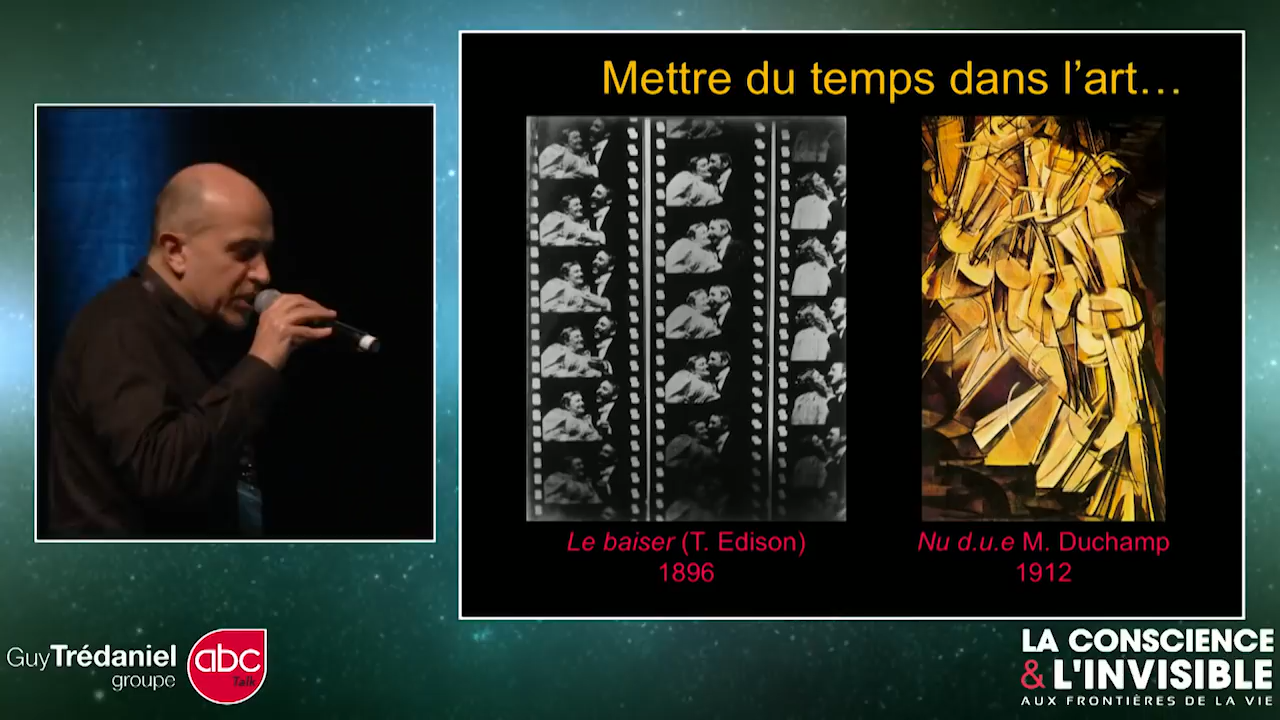 Mettre du temps dans l’art…
Le baiser (T. Edison)
1896
Nu d.u.e M. Duchamp
1912
Guy Trédaniel
groupe
abc
Talk
LA CONSCIENCE
& L'INVISIBLE
AUX FRONTIÈRES DE LA VIE